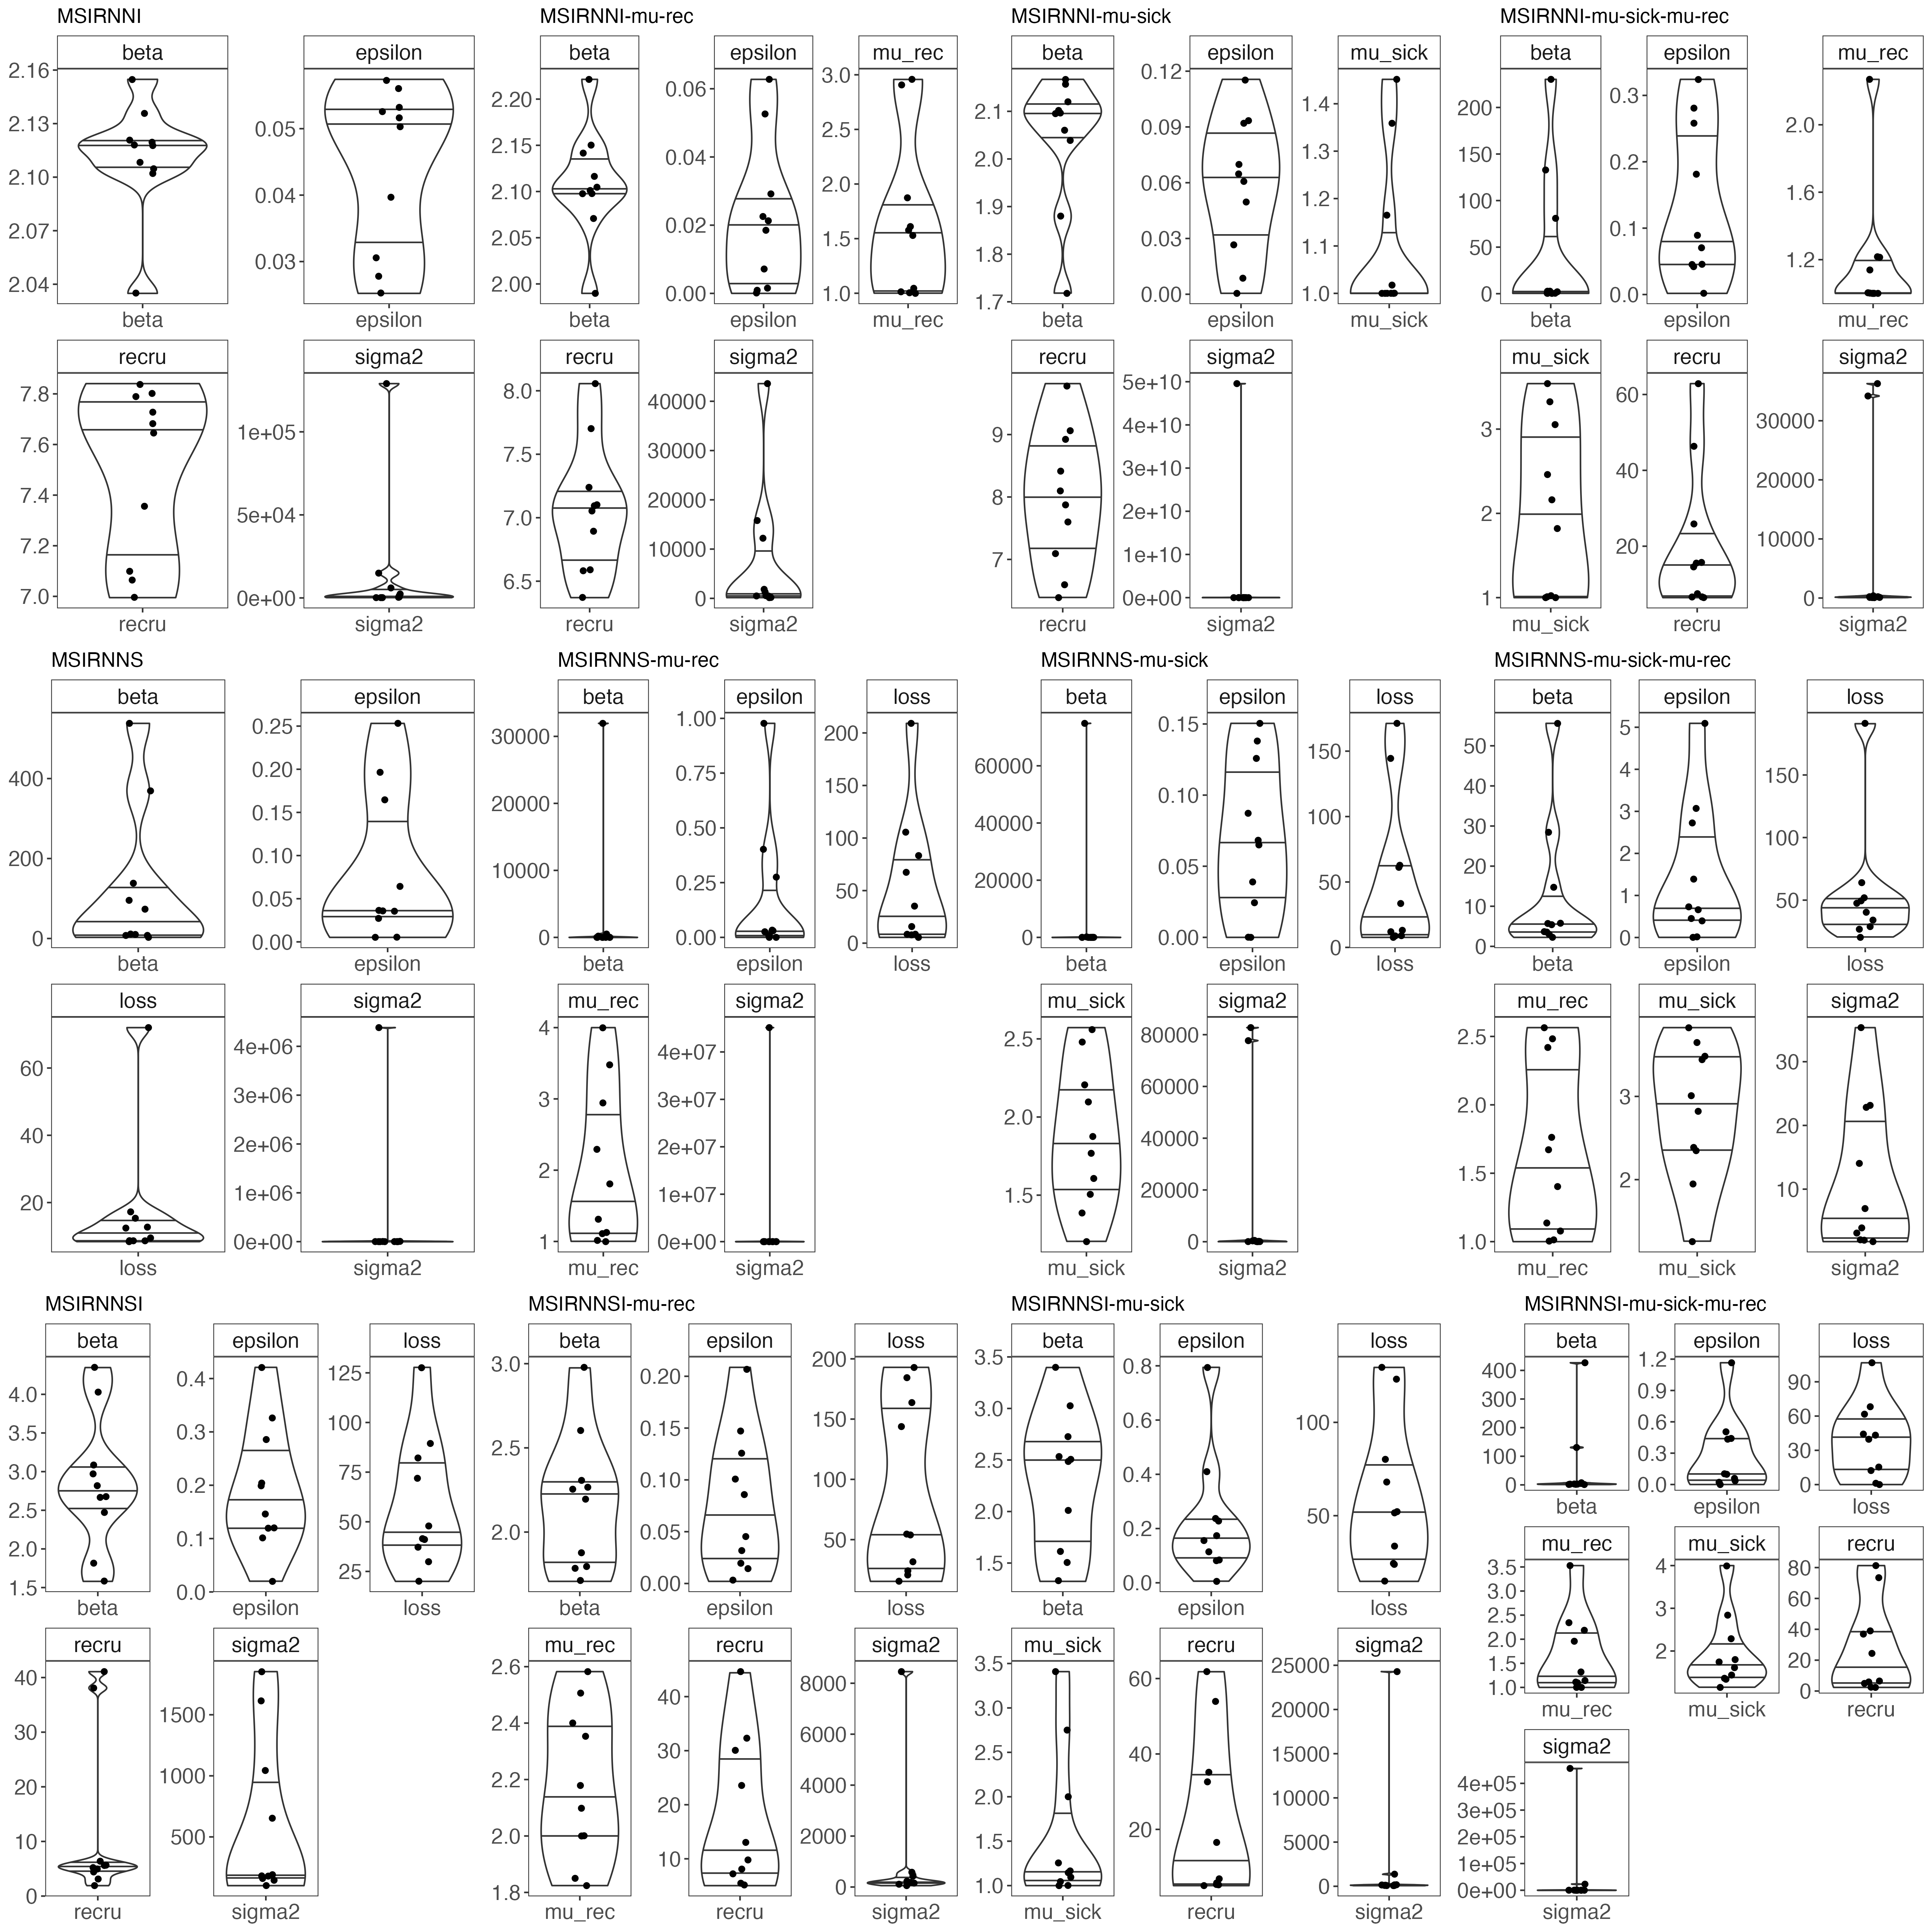 MSIRNNI MSIRNNI-mu-rec MSIRNNI-mu-sick MSIRNNI-mu-sick-mu-rec
beta epsilon beta epsilon mu_rec beta epsilon mu_sick beta epsilon mu_rec
2.16 2.13 2.10 2.07 2.04
0.05 0.04 0.03
2.20 2.15 2.10 2.05 2.00
0.06 0.04 0.02 0.00
3.0 2.5 2.0 1.5 1.0
2.1 2.0 1.9 1.8 1.7
0.12 0.09 0.06 0.03 0.00
1.4 1.3 1.2 1.1 1.0
200 150 100 50 0
0.3 0.2 0.1 0.0
2.0 1.6 1.2
beta epsilon beta epsilon mu_rec beta epsilon mu_sick beta epsilon mu_rec
recru sigma2 recru sigma2 recru sigma2 mu_sick recru sigma2
7.8 7.6 7.4 7.2 7.0
1e+05 5e+04 0e+00
8.0 7.5 7.0 6.5
40000 30000 20000 10000 0
9 8 7
5e+10 4e+10 3e+10 2e+10 1e+10 0e+00
3 2 1
60 40 20
30000 20000 10000 0
recru sigma2 recru sigma2 recru sigma2 mu_sick recru sigma2
MSIRNNS MSIRNNS-mu-rec MSIRNNS-mu-sick MSIRNNS-mu-sick-mu-rec
beta epsilon beta epsilon loss beta epsilon loss beta epsilon loss
400 200 0
0.25 0.20 0.15 0.10 0.05 0.00
30000 20000 10000 0
1.00 0.75 0.50 0.25 0.00
200 150 100 50 0
60000 40000 20000 0
0.15 0.10 0.05 0.00
150 100 50 0
50 40 30 20 10 0
5 4 3 2 1 0
150 100 50
beta epsilon beta epsilon loss beta epsilon loss beta epsilon loss
loss sigma2 mu_rec sigma2 mu_sick sigma2 mu_rec mu_sick sigma2
60 40 20
4e+06 3e+06 2e+06 1e+06 0e+00
4 3 2 1
4e+07 3e+07 2e+07 1e+07 0e+00
2.5 2.0 1.5
80000 60000 40000 20000 0
2.5 2.0 1.5 1.0
3 2
30 20 10
loss sigma2 mu_rec sigma2 mu_sick sigma2 mu_rec mu_sick sigma2
MSIRNNSI MSIRNNSI-mu-rec MSIRNNSI-mu-sick MSIRNNSI-mu-sick-mu-rec
beta epsilon loss beta epsilon loss beta epsilon loss beta epsilon loss
4.0 3.5 3.0 2.5 2.0 1.5
0.4 0.3 0.2 0.1 0.0
125 100 75 50 25
3.0 2.5 2.0
0.20 0.15 0.10 0.05 0.00
200 150 100 50
3.5 3.0 2.5 2.0 1.5
0.8 0.6 0.4 0.2 0.0
100 50
400 300 200 100 0
1.2 0.9 0.6 0.3 0.0
90 60 30 0
beta epsilon loss
mu_rec mu_sick recru
3.5 3.0 2.5 2.0 1.5 1.0
4 3 2
80 60 40 20 0
beta epsilon loss beta epsilon loss beta epsilon loss
recru sigma2 mu_rec recru sigma2 mu_sick recru sigma2
mu_rec mu_sick recru
40 30 20 10 0
1500 1000 500
2.6 2.4 2.2 2.0 1.8
40 30 20 10
8000 6000 4000 2000 0
3.5 3.0 2.5 2.0 1.5 1.0
60 40 20
25000 20000 15000 10000 5000 0
sigma2
4e+05 3e+05 2e+05 1e+05 0e+00
recru sigma2 mu_rec recru sigma2 mu_sick recru sigma2 sigma2